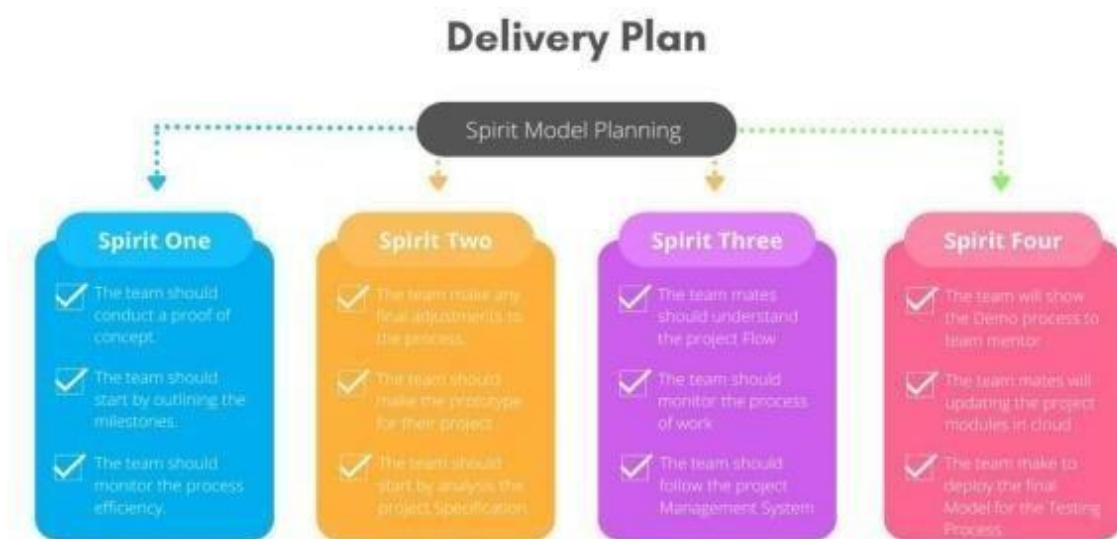 Delivery Plan
Spirit Model Planning
Spirit One
The team should
conduct a proof of
concept.
The team should
start by outlining the
milestones.
The team should
monitor the process
efficiency.
Spirit Two
The team make any
final adjustments to
the process.
The team should
make the prototype
for their project
The team should
start by analysis the
project Specification
Spirit Three
The team mates
should understand
the project Flow
The team should
monitor the process
of work
The team should
follow the project
Management System
Spirit Four
The team will show
the Demo process to
team mentor
The team mates will
updating the project
modules in cloud
The team make to
deploy the final
Model for the Testing
Process